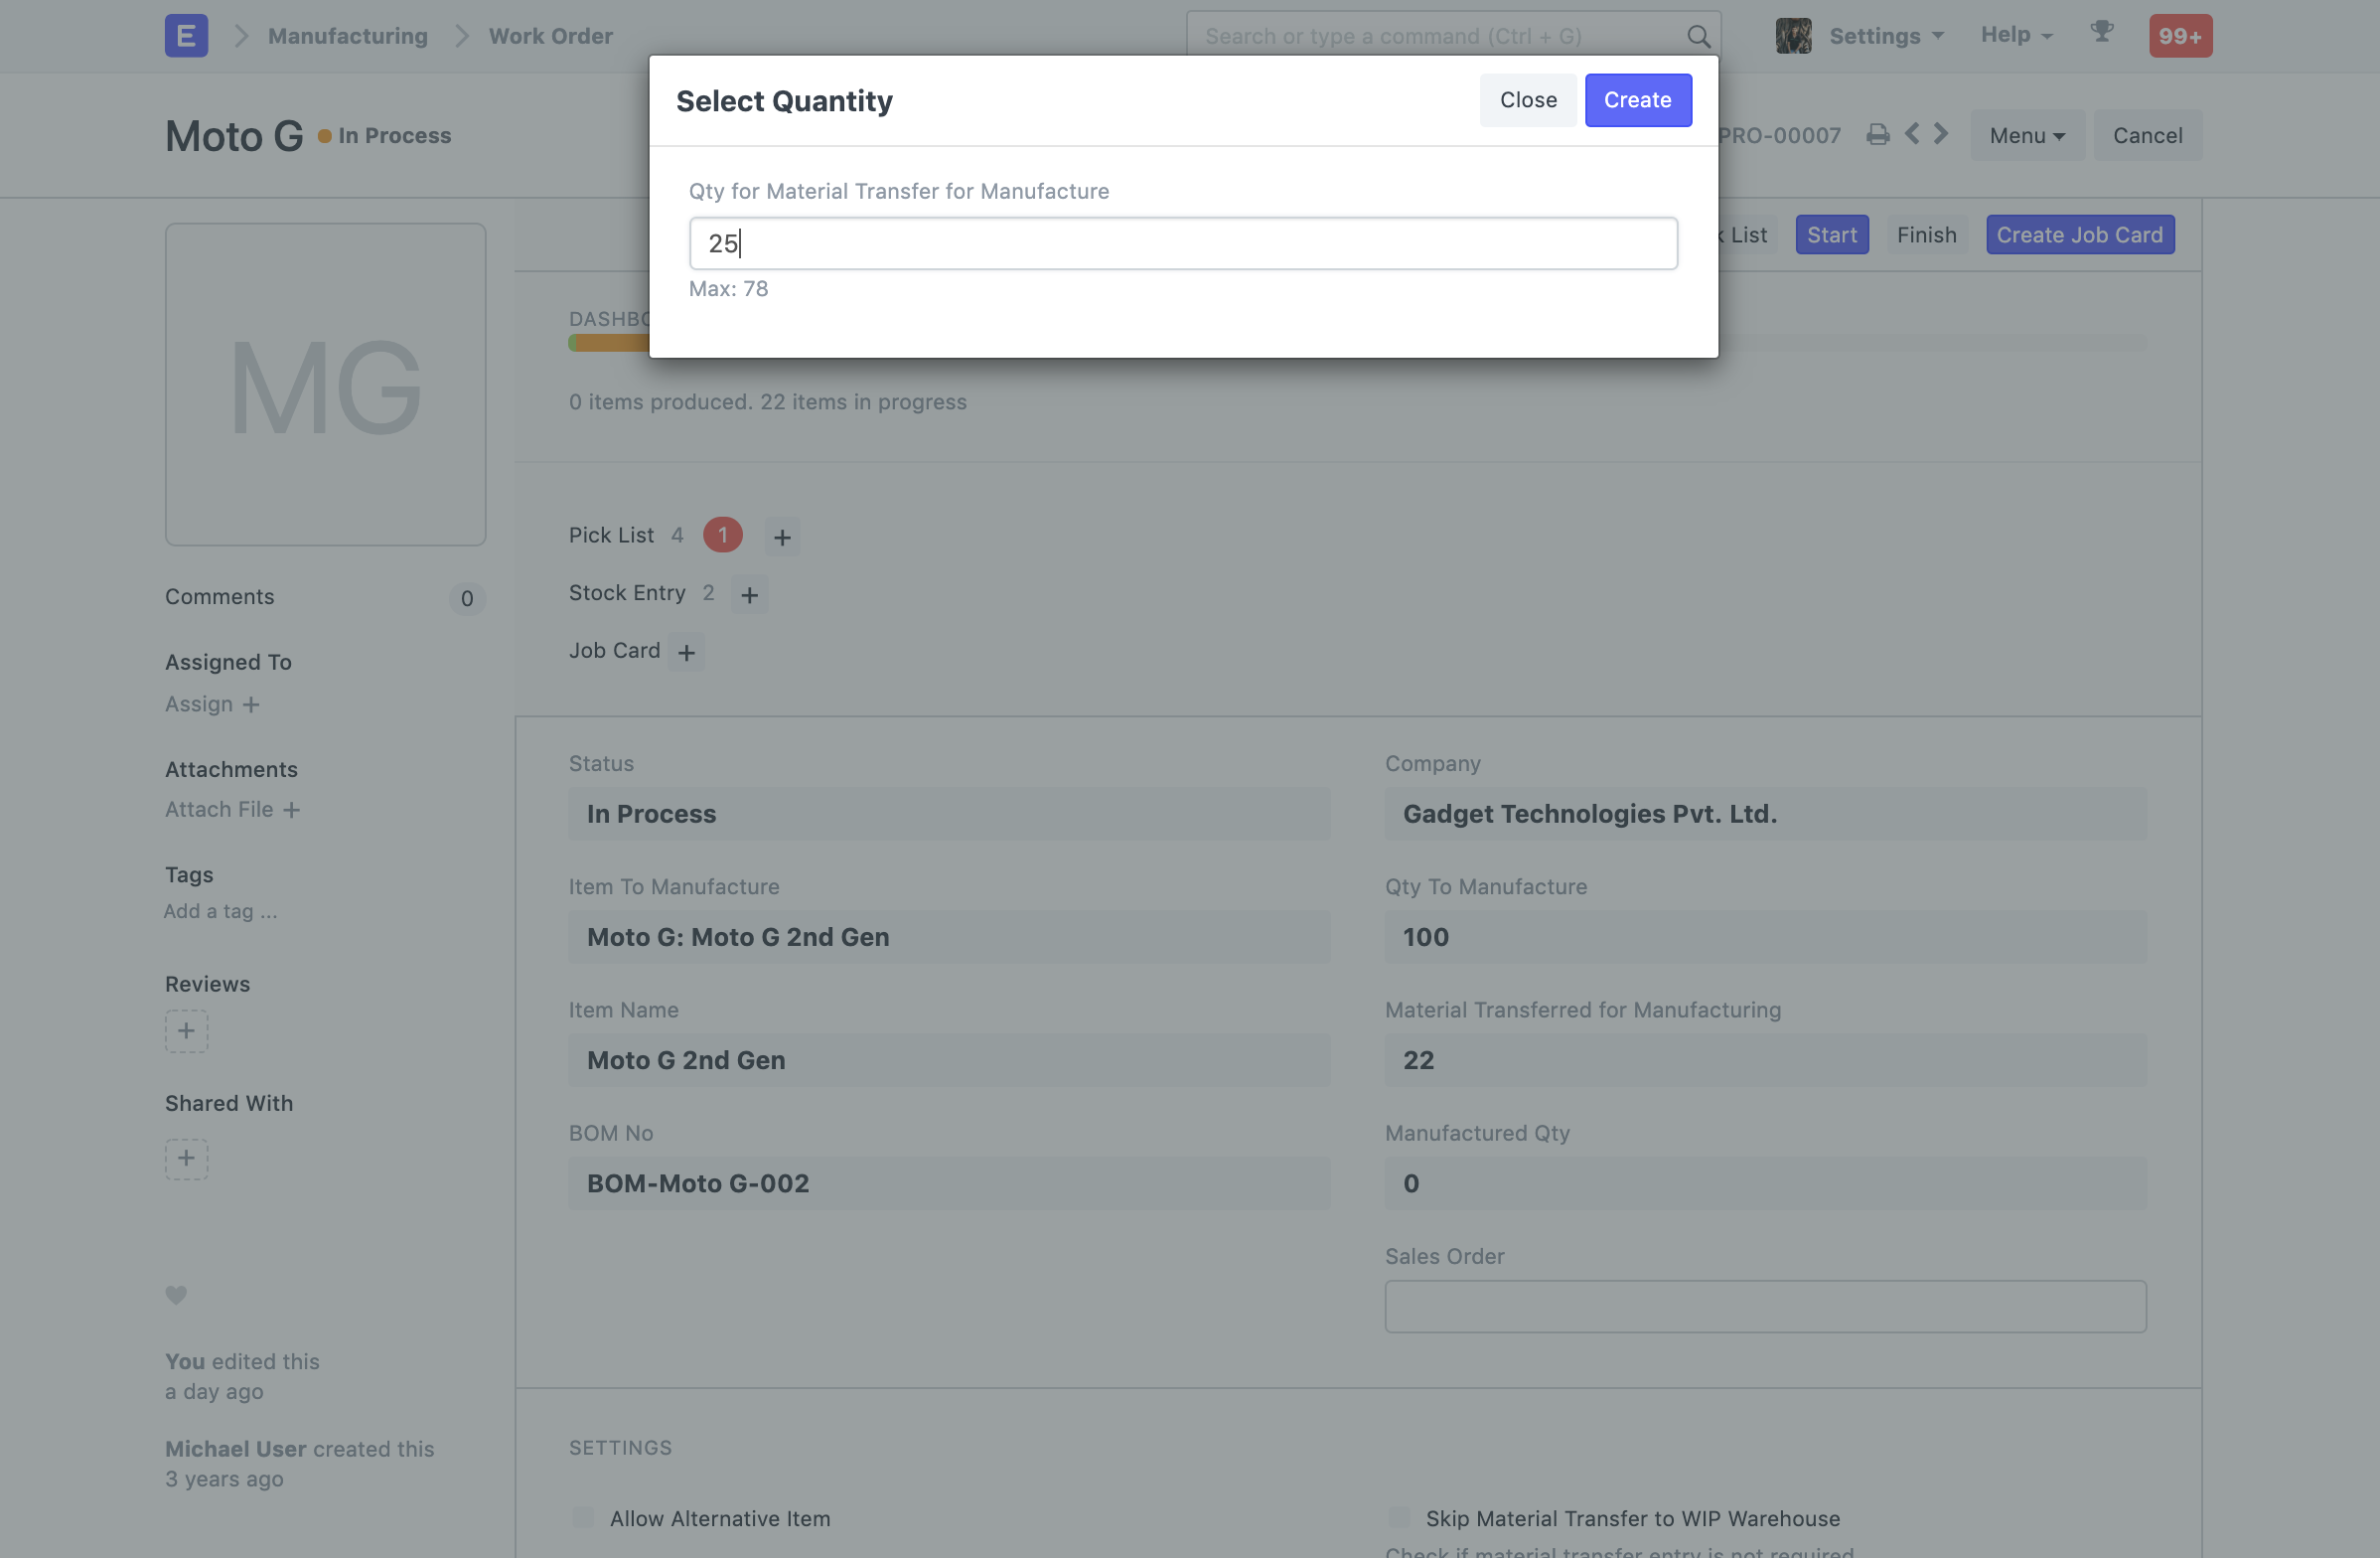 E Manufacturing Work Order Search or type a command (Ctrl + G) Settings Help 99+
Select Quantity Close Create
Moto G In Process PRO-00007 Menu Cancel
Qty for Material Transfer for Manufacture
25
Max: 78
List Start Finish Create Job Card
MG
0 items produced. 22 items in progress
Pick List 4 1 +
Stock Entry 2 +
Job Card +
Comments 0
Assigned To
Assign +
Attachments
Attach File +
Tags
Add a tag ...
Reviews
+
Shared With
+
You edited this
a day ago
Michael User created this
3 years ago
Status
In Process
Item To Manufacture
Moto G: Moto G 2nd Gen
Item Name
Moto G 2nd Gen
BOM No
BOM-Moto G-002
Company
Gadget Technologies Pvt. Ltd.
Qty To Manufacture
100
Material Transferred for Manufacturing
22
Manufactured Qty
0
Sales Order
SETTINGS
Allow Alternative Item
Skip Material Transfer to WIP Warehouse
Check if material transfer entry is not required